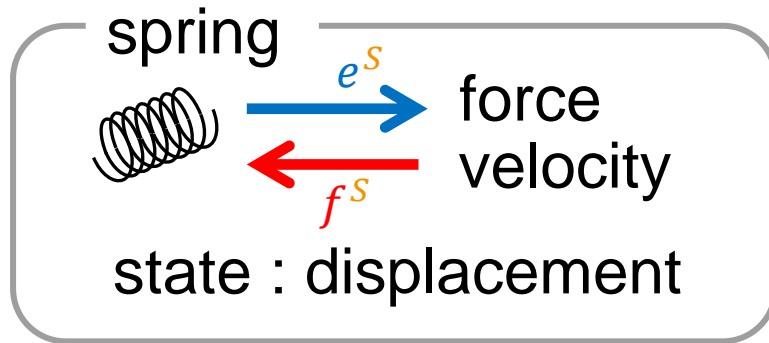 spring
e^S
force
velocity
f^S
state : displacement